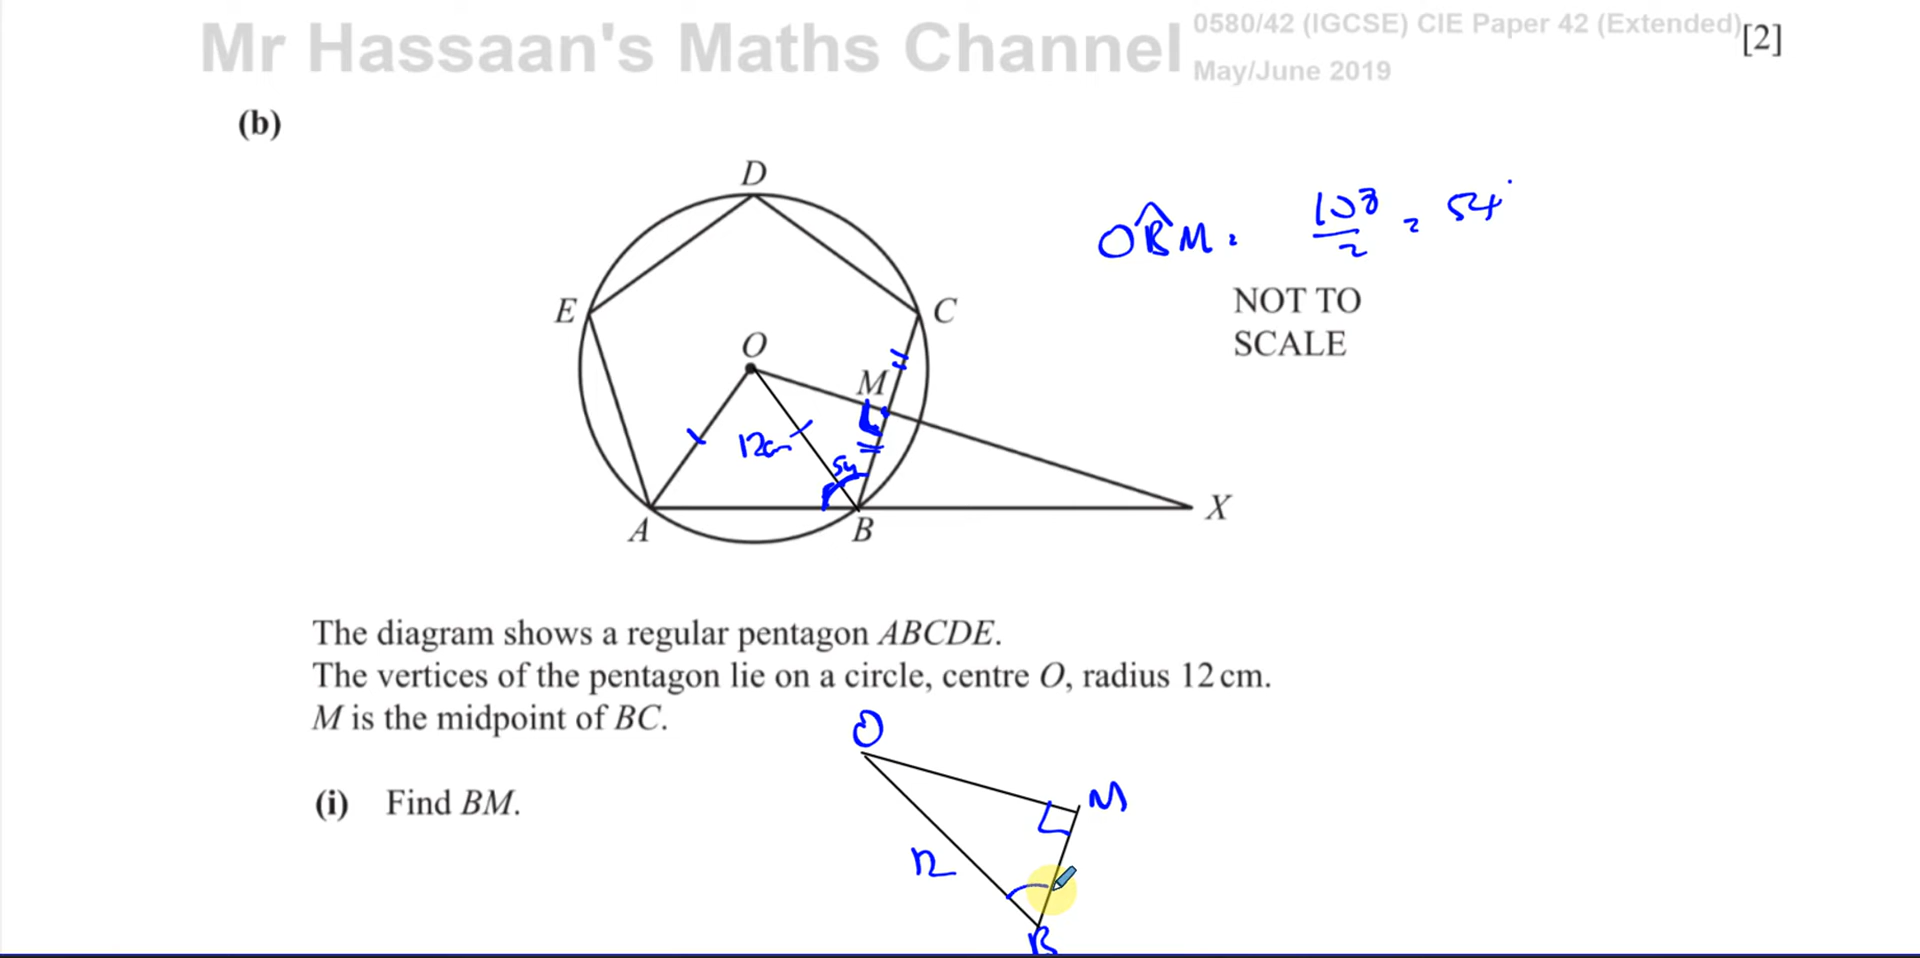 Mr Hassaan's Maths Channel
0580/42 (IGCSE) CIE Paper 42 (Extended)
May/June 2019
[2]
(b)
D
E
C
O
M
12cm
54
A
B
X
OB̂M = 108/2 = 54°
NOT TO
SCALE
The diagram shows a regular pentagon ABCDE.
The vertices of the pentagon lie on a circle, centre O, radius 12 cm.
M is the midpoint of BC.
(i) Find BM.
O
M
12
B